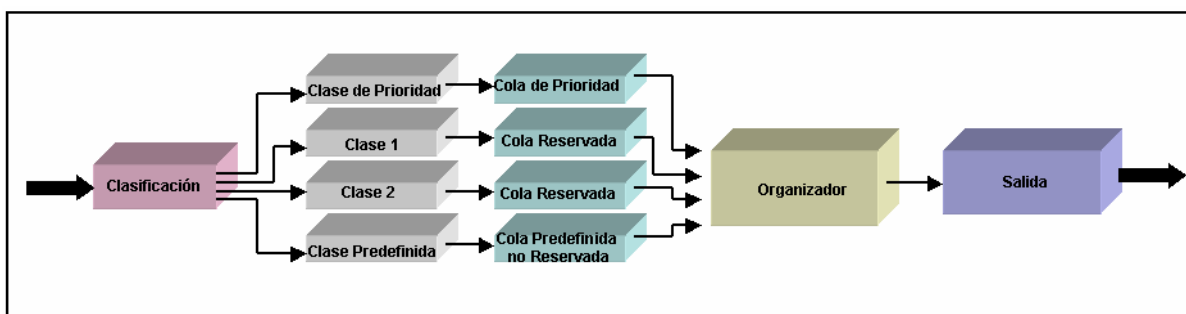 Clasificación
Clase de Prioridad
Clase 1
Clase 2
Clase Predefinida
Cola de Prioridad
Cola Reservada
Cola Reservada
Cola Predefinida
no Reservada
Organizador
Salida